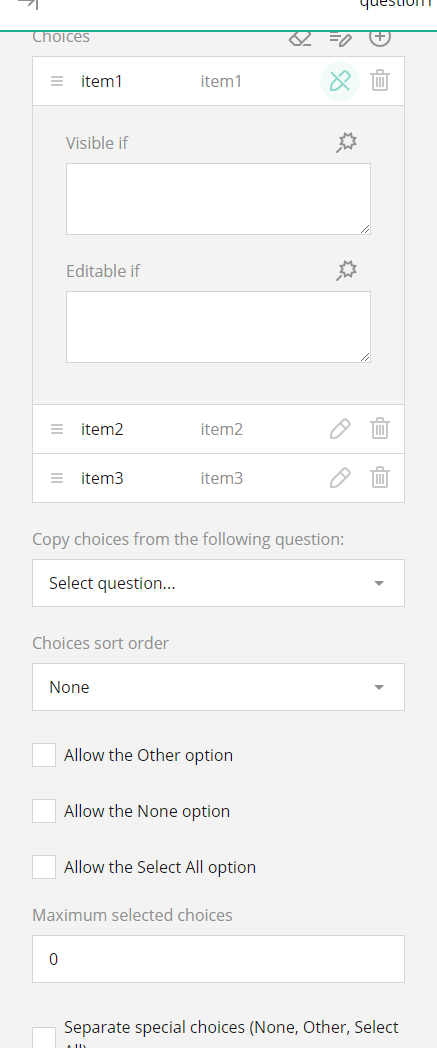 question1
Choices
item1 item1
Visible if
Editable if
item2 item2
item3 item3
Copy choices from the following question:
Select question...
Choices sort order
None
Allow the Other option
Allow the None option
Allow the Select All option
Maximum selected choices
0
Separate special choices (None, Other, Select
All)